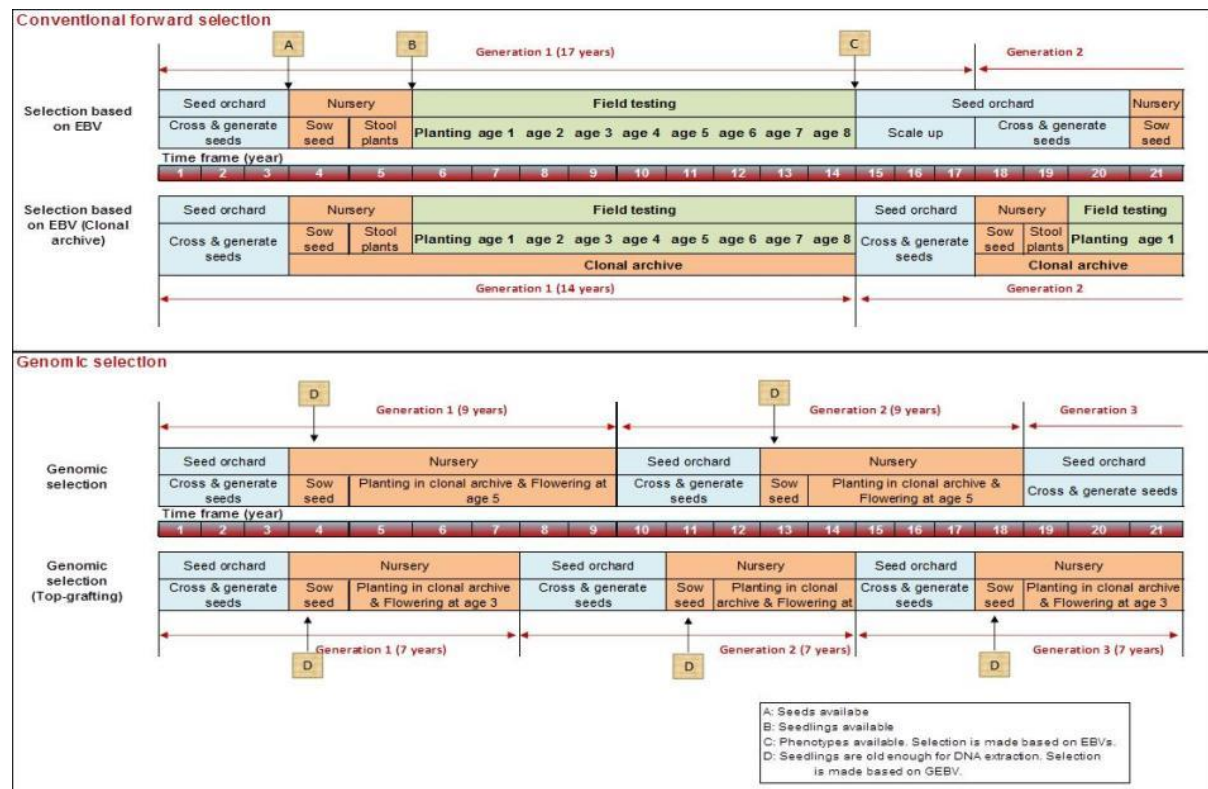 Conventional forward selection
A
B
C
Generation 1 (17 years)
Generation 2
Selection based
on EBV
Seed orchard
Nursery
Field testing
Seed orchard
Nursery
Cross & generate
seeds
Sow
seed
Stool
plants
Planting age 1 age 2 age 3 age 4 age 5 age 6 age 7 age 8
Scale up
Cross & generate
seeds
Sow
seed
Time frame (year)
1 2 3 4 5 6 7 8 9 10 11 12 13 14 15 16 17 18 19 20 21
Selection based
on EBV (Clonal
archive)
Seed orchard
Nursery
Field testing
Seed orchard
Nursery
Field testing
Cross & generate
seeds
Sow
seed
Stool
plants
Planting age 1 age 2 age 3 age 4 age 5 age 6 age 7 age 8
Cross & generate
seeds
Sow
seed
Stool
plants
Planting age 1
Clonal archive
Clonal archive
Generation 1 (14 years)
Generation 2
Genomic selection
D
D
Generation 1 (9 years)
Generation 2 (9 years)
Generation 3
Genomic
selection
Seed orchard
Nursery
Seed orchard
Nursery
Seed orchard
Cross & generate
seeds
Sow
seed
Planting in clonal archive & Flowering at
age 5
Cross & generate
seeds
Sow
seed
Planting in clonal archive &
Flowering at age 5
Cross & generate seeds
Time frame (year)
1 2 3 4 5 6 7 8 9 10 11 12 13 14 15 16 17 18 19 20 21
Genomic
selection
(Top-grafting)
Seed orchard
Nursery
Seed orchard
Nursery
Seed orchard
Nursery
Cross & generate
seeds
Sow
seed
Planting in clonal archive
& Flowering at age 3
Cross & generate
seeds
Sow
seed
Planting in clonal
archive & Flowering at
Cross & generate
seeds
Sow
seed
Planting in clonal archive
& Flowering at age 3
Generation 1 (7 years)
Generation 2 (7 years)
Generation 3 (7 years)
D
D
D
A: Seeds availabe
B: Seedlings available
C: Phenotypes available. Selection is made based on EBVs.
D: Seedlings are old enough for DNA extraction. Selection
is made based on GEBV.